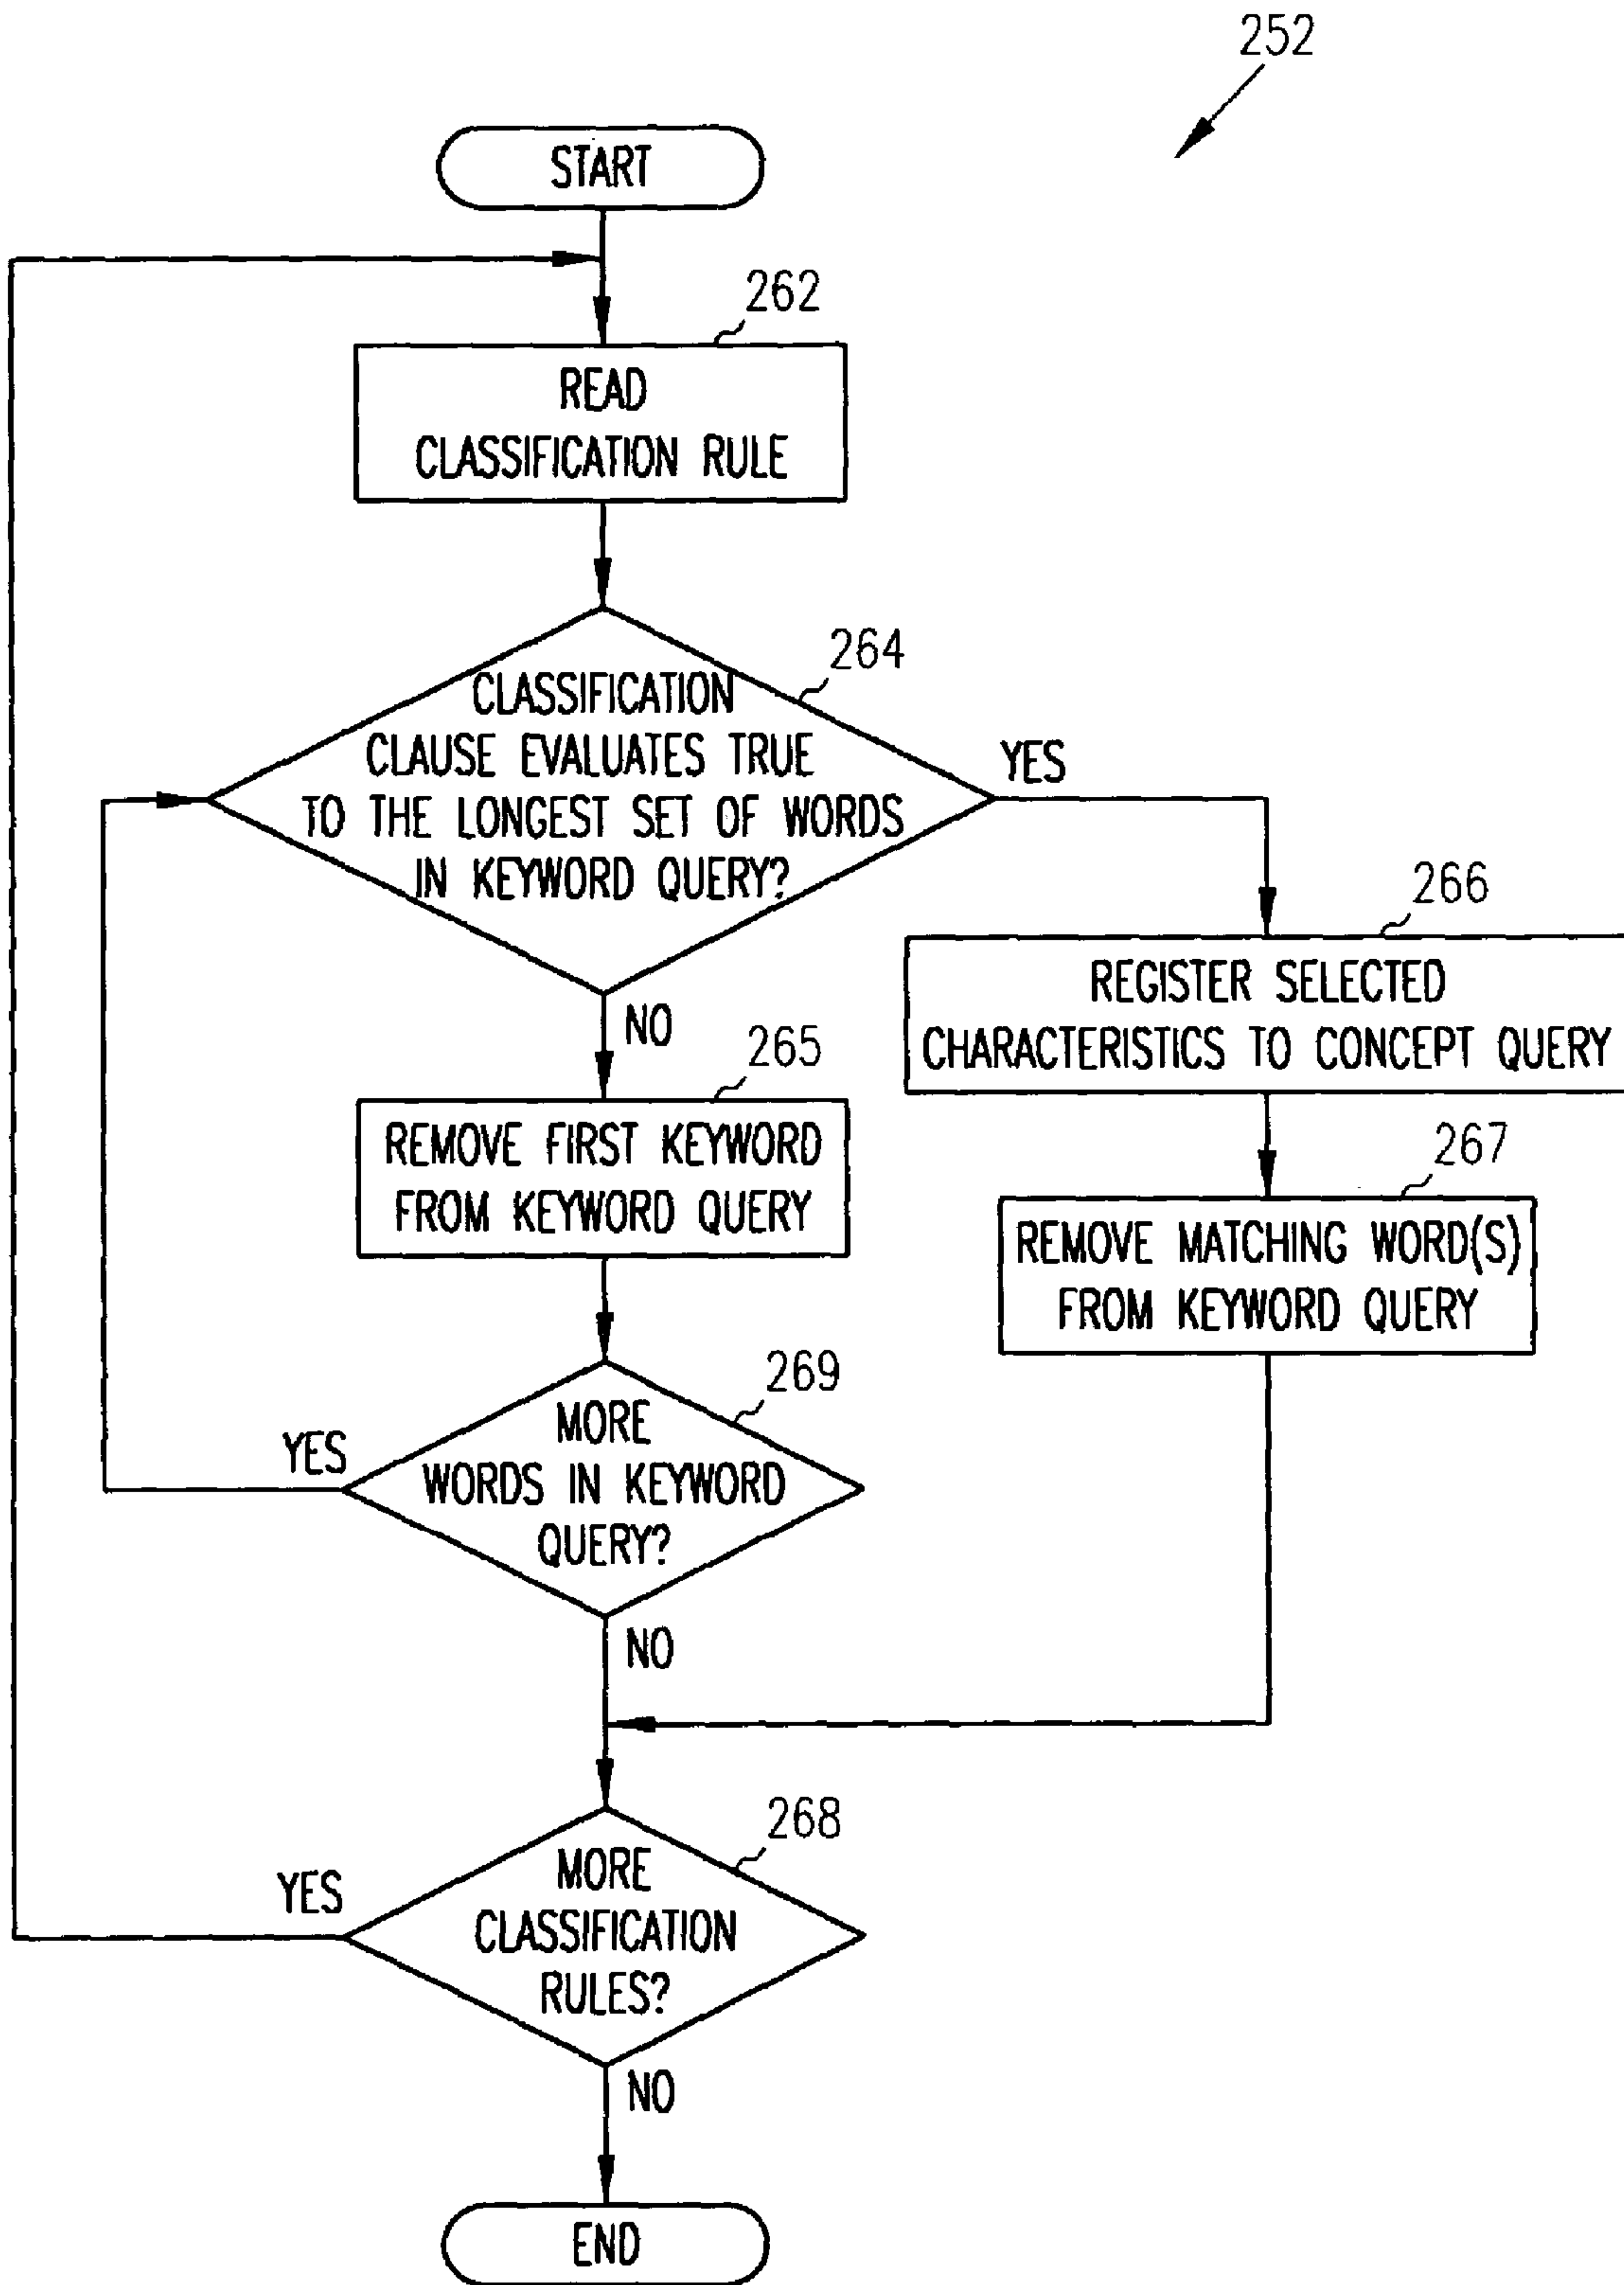 252
START
262
READ
CLASSIFICATION RULE
264
CLASSIFICATION
CLAUSE EVALUATES TRUE
TO THE LONGEST SET OF WORDS
IN KEYWORD QUERY?
YES
NO
266
REGISTER SELECTED
CHARACTERISTICS TO CONCEPT QUERY
265
REMOVE FIRST KEYWORD
FROM KEYWORD QUERY
267
REMOVE MATCHING WORD(S)
FROM KEYWORD QUERY
269
MORE
WORDS IN KEYWORD
QUERY?
YES
NO
268
MORE
CLASSIFICATION
RULES?
YES
NO
END